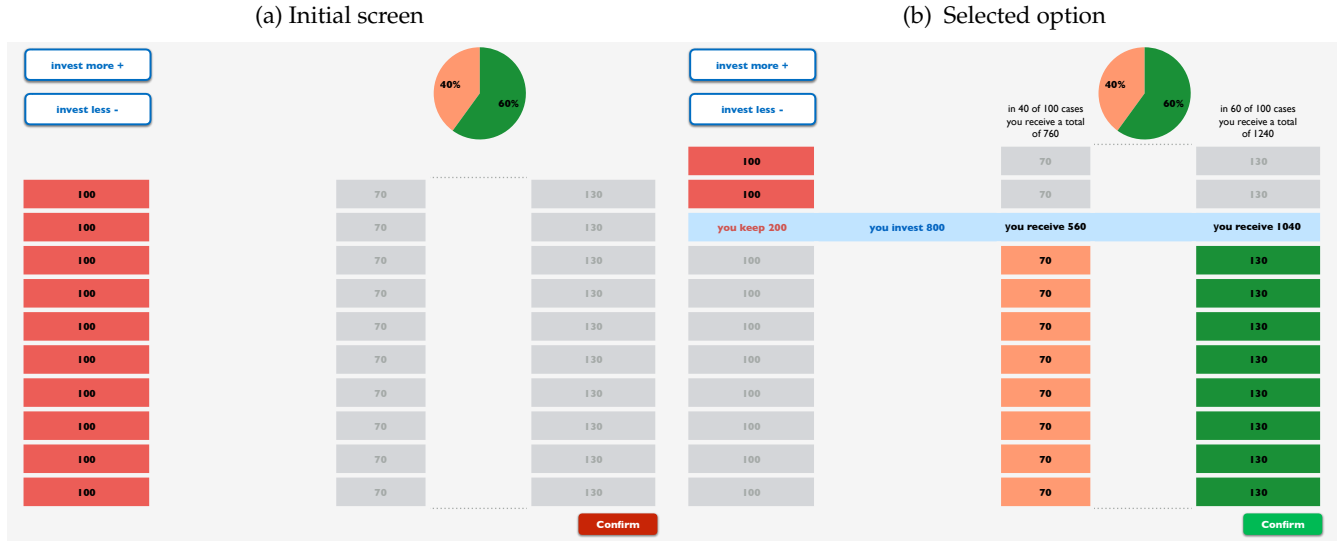 (a) Initial screen
invest more +
invest less -
40%
60%
100 70 130
100 70 130
100 70 130
100 70 130
100 70 130
100 70 130
100 70 130
100 70 130
100 70 130
100 70 130
Confirm
(b) Selected option
invest more +
invest less -
40%
60%
in 40 of 100 cases
you receive a total
of 760
in 60 of 100 cases
you receive a total
of 1240
100 70 130
100 70 130
you keep 200 you invest 800 you receive 560 you receive 1040
100 70 130
100 70 130
100 70 130
100 70 130
100 70 130
100 70 130
100 70 130
100 70 130
Confirm